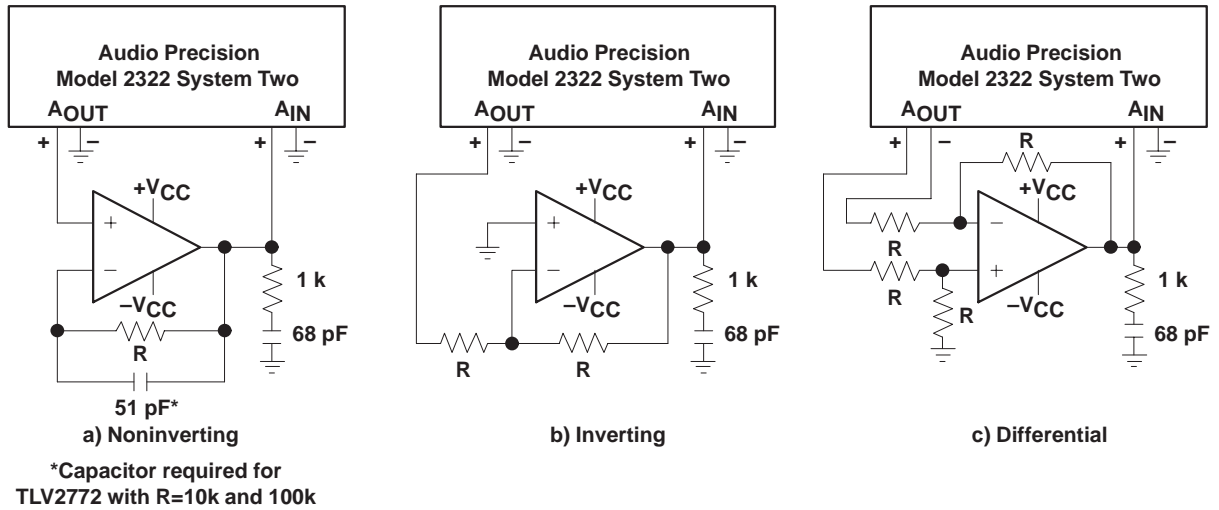 Audio Precision
Model 2322 System Two
AOUT
AIN
+
–
+
–
+VCC
+
–
–VCC
1 k
68 pF
R
51 pF*
a) Noninverting
*Capacitor required for
TLV2772 with R=10k and 100k
Audio Precision
Model 2322 System Two
AOUT
AIN
+
–
+
–
+VCC
+
–
–VCC
1 k
68 pF
R
R
b) Inverting
Audio Precision
Model 2322 System Two
AOUT
AIN
+
–
+
–
R
+VCC
–
R
+
R
R
–VCC
1 k
68 pF
c) Differential